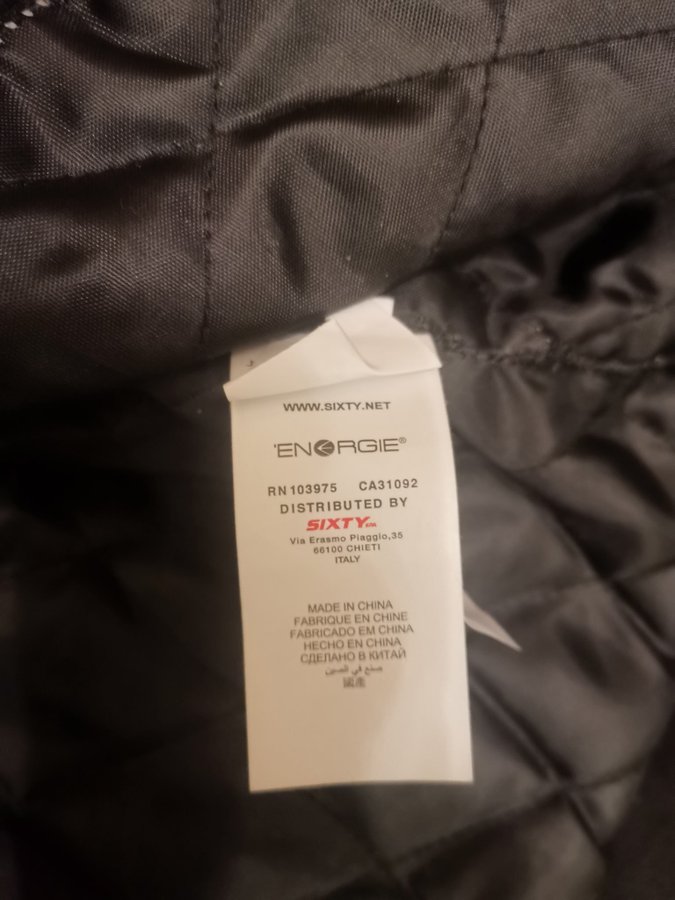 WWW.SIXTY.NET
'ENERGIE®
RN 103975 CA31092
DISTRIBUTED BY
SIXTY SPA
Via Erasmo Piaggio,35
66100 CHIETI
ITALY
MADE IN CHINA
FABRIQUE EN CHINE
FABRICADO EM CHINA
HECHO EN CHINA
СДЕЛАНО В КИТАЙ
صنع في الصين